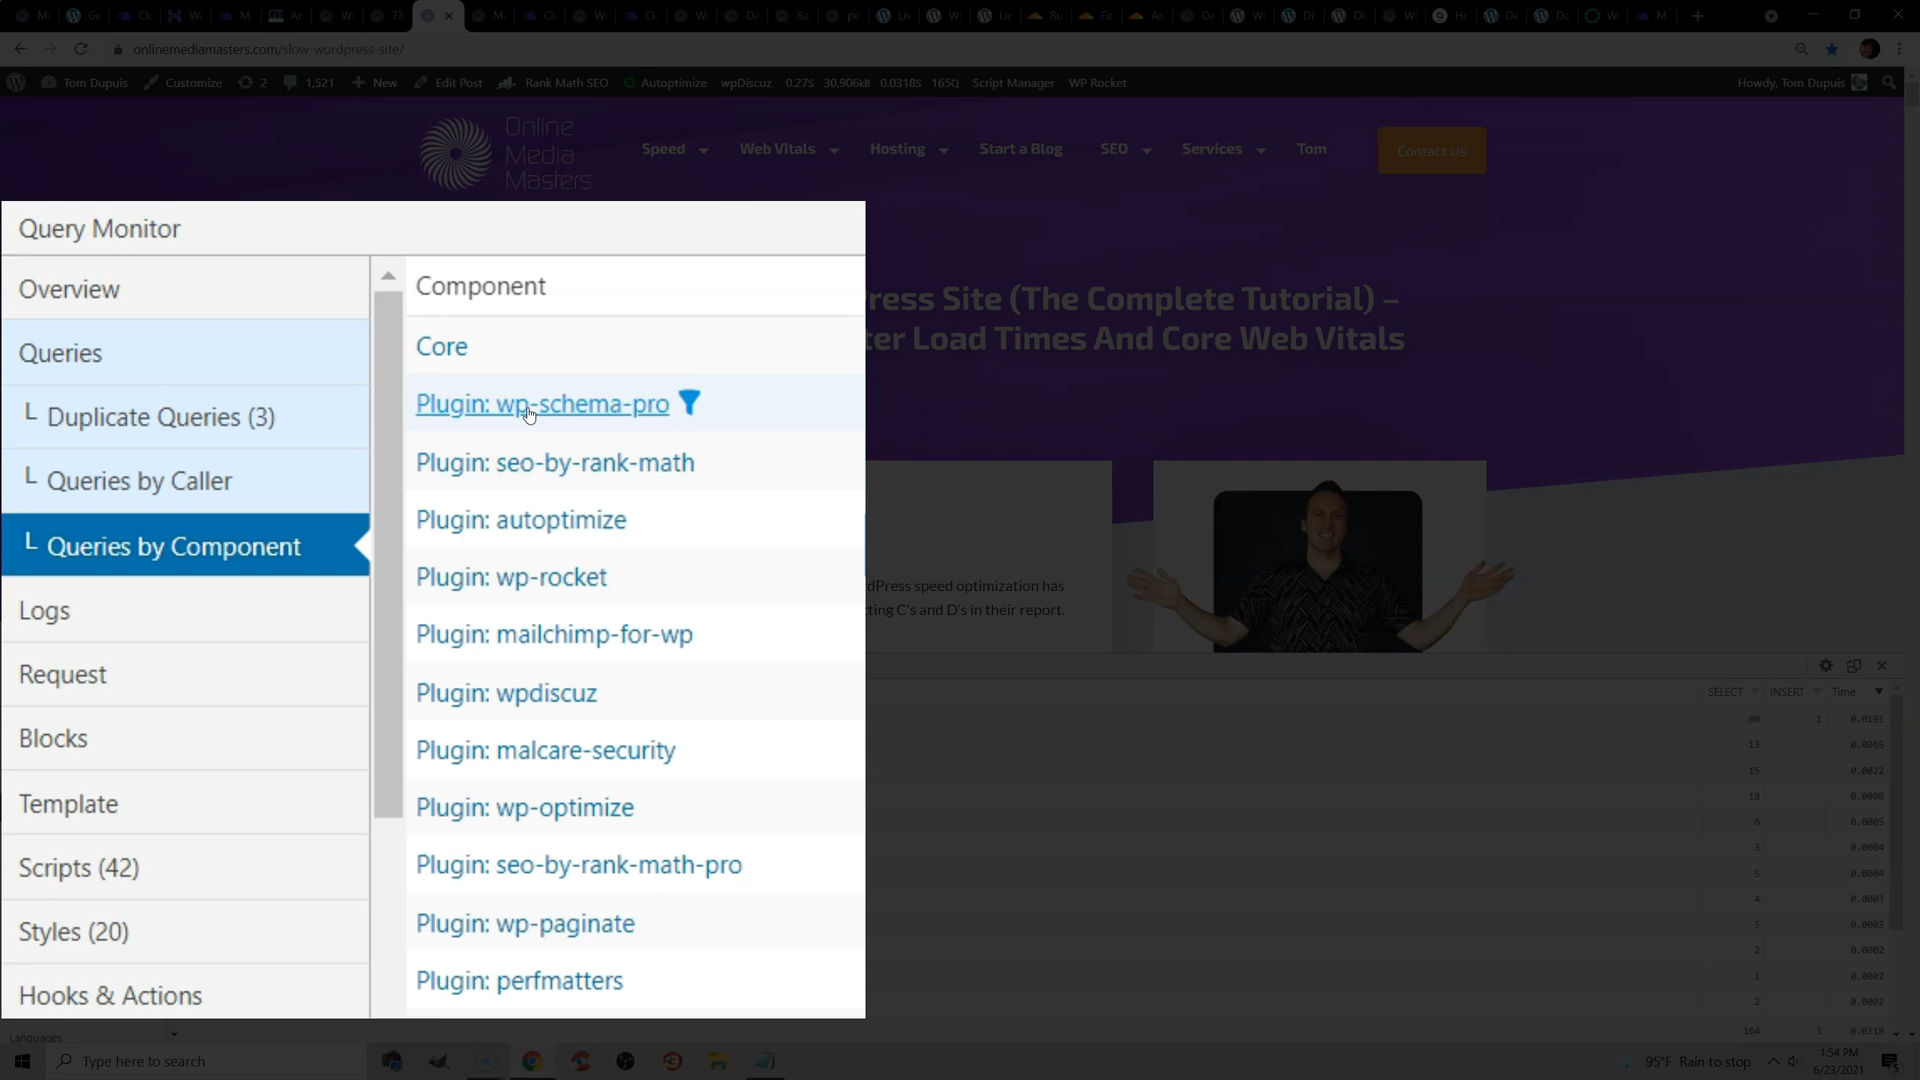 onlinemediamasters.com/slow-wordpress-site/
Tom Dupuis
Customize
2
1,521
New
Edit Post
Rank Math SEO
Autoptimize
wpDiscuz
0.27S
30,906kB
0.0318S
165Q
Script Manager
WP Rocket
Howdy, Tom Dupuis
Online
Media
Masters
Speed
Web Vitals
Hosting
Start a Blog
SEO
Services
Tom
Contact Us
ress Site (The Complete Tutorial) –
ter Load Times And Core Web Vitals
dPress speed optimization has
tting C's and D's in their report.
Query Monitor
Overview
Queries
Duplicate Queries (3)
Queries by Caller
Queries by Component
Logs
Request
Blocks
Template
Scripts (42)
Styles (20)
Hooks & Actions
Languages
Component
Core
Plugin: wp-schema-pro
Plugin: seo-by-rank-math
Plugin: autoptimize
Plugin: wp-rocket
Plugin: mailchimp-for-wp
Plugin: wpdiscuz
Plugin: malcare-security
Plugin: wp-optimize
Plugin: seo-by-rank-math-pro
Plugin: wp-paginate
Plugin: perfmatters
SELECT INSERT Time
80 1 0.0191
13 0.0065
15 0.0022
18 0.0008
6 0.0005
3 0.0004
5 0.0004
4 0.0003
5 0.0003
2 0.0002
1 0.0002
2 0.0002
164 1 0.0318
Type here to search
95°F Rain to stop
1:54 PM
6/23/2021